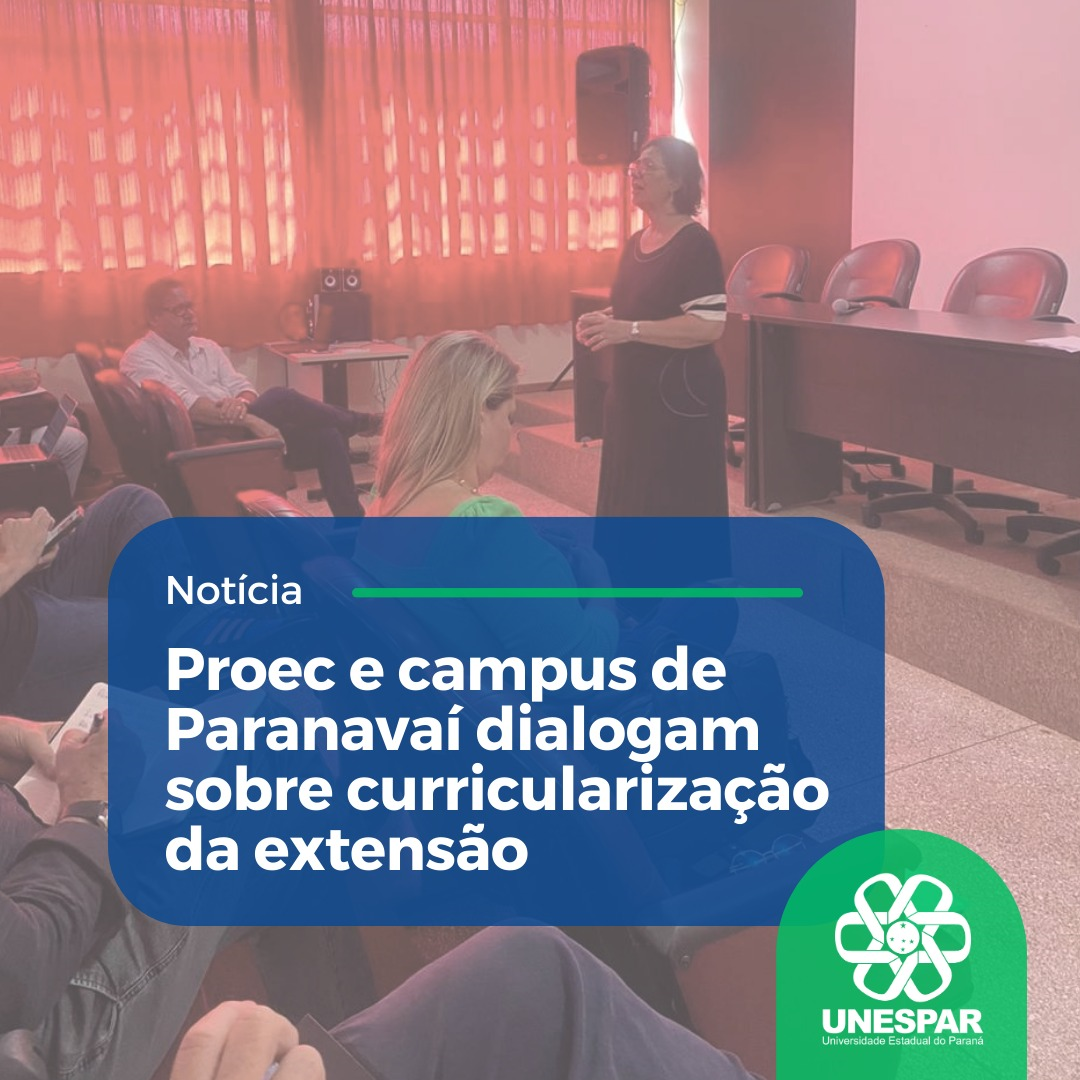 Notícia
Proec e campus de
Paranavaí dialogam
sobre curricularização
da extensão
UNESPAR
Universidade Estadual do Paraná